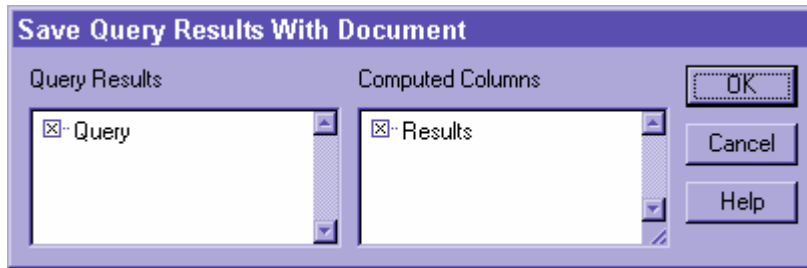 Save Query Results With Document
Query Results
Computed Columns
OK
Query
Results
Cancel
Help